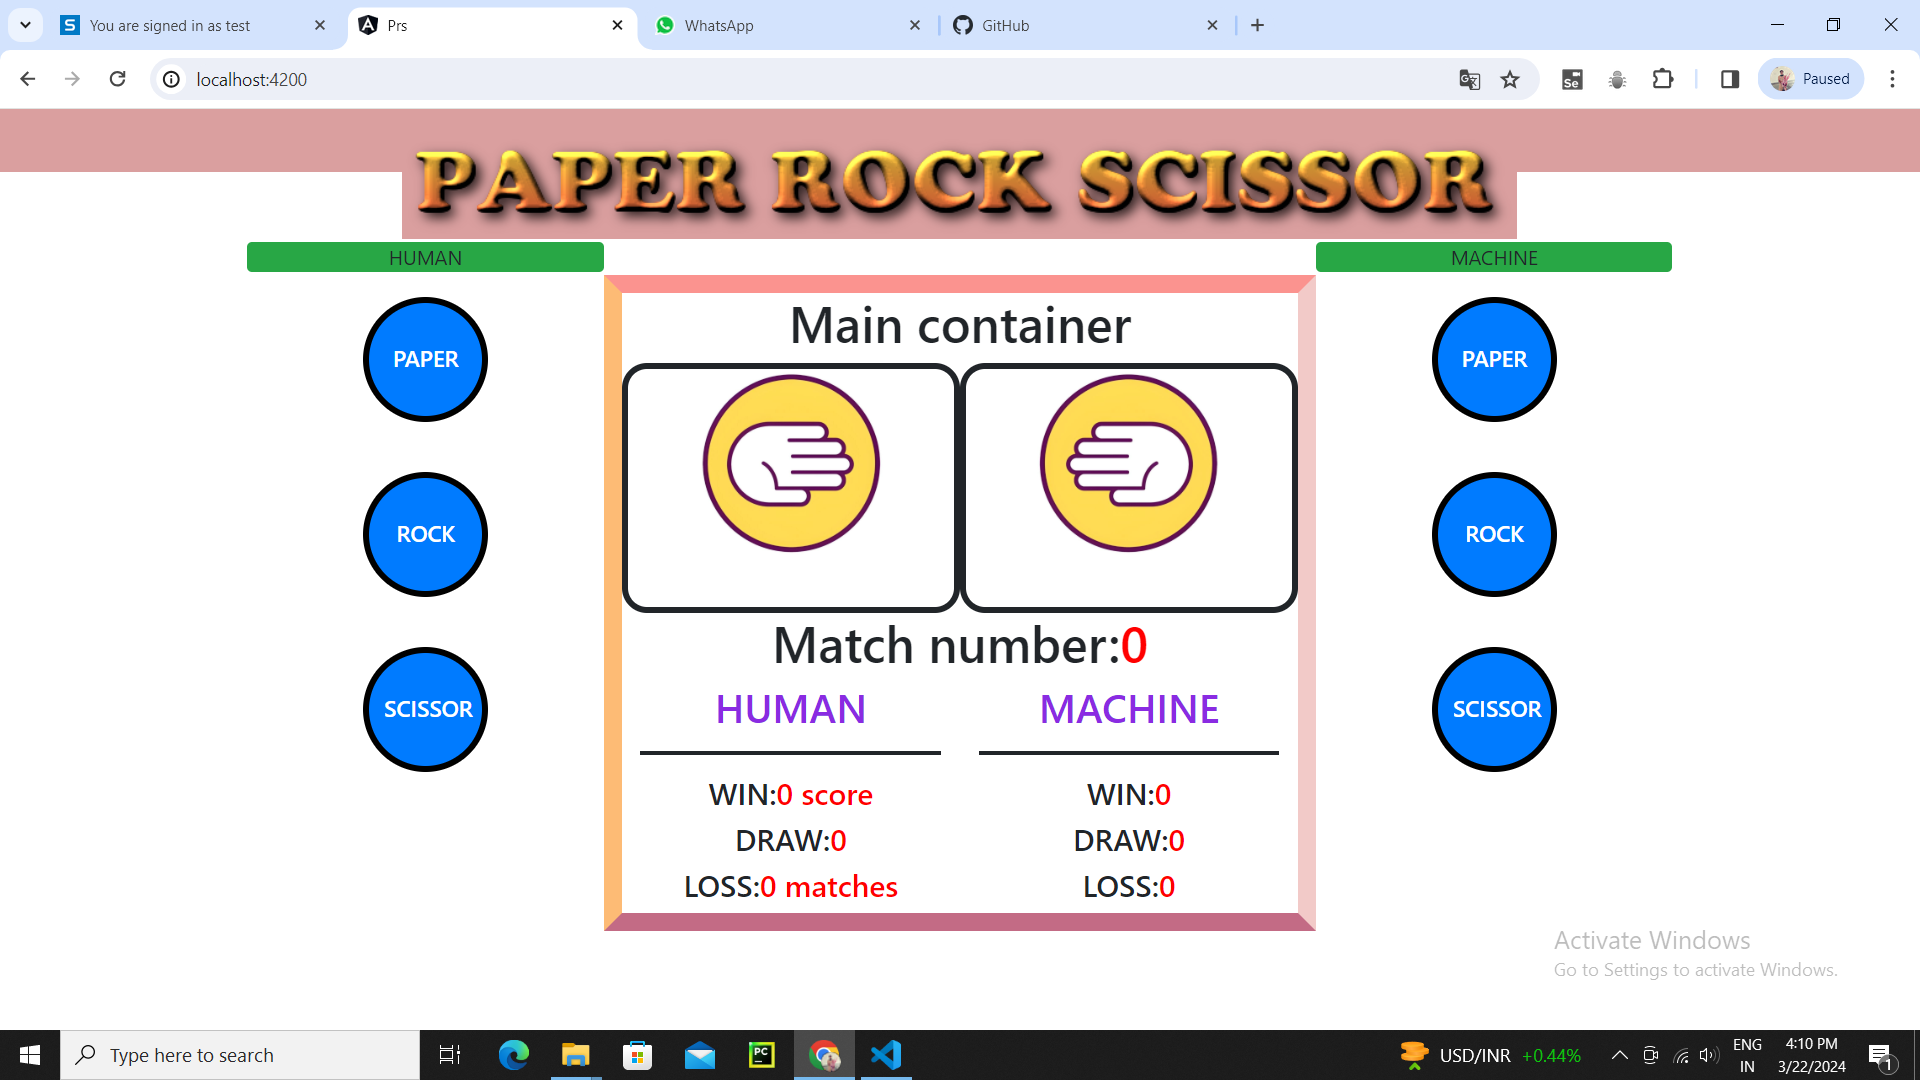 You are signed in as test
Prs
WhatsApp
GitHub
localhost:4200
Paused
PAPER ROCK SCISSOR
HUMAN
MACHINE
PAPER
ROCK
SCISSOR
Main container
Match number:0
HUMAN
MACHINE
WIN:0 score
WIN:0
DRAW:0
DRAW:0
LOSS:0 matches
LOSS:0
PAPER
ROCK
SCISSOR
Activate Windows
Go to Settings to activate Windows.
Type here to search
USD/INR +0.44%
ENG
IN
4:10 PM
3/22/2024
1